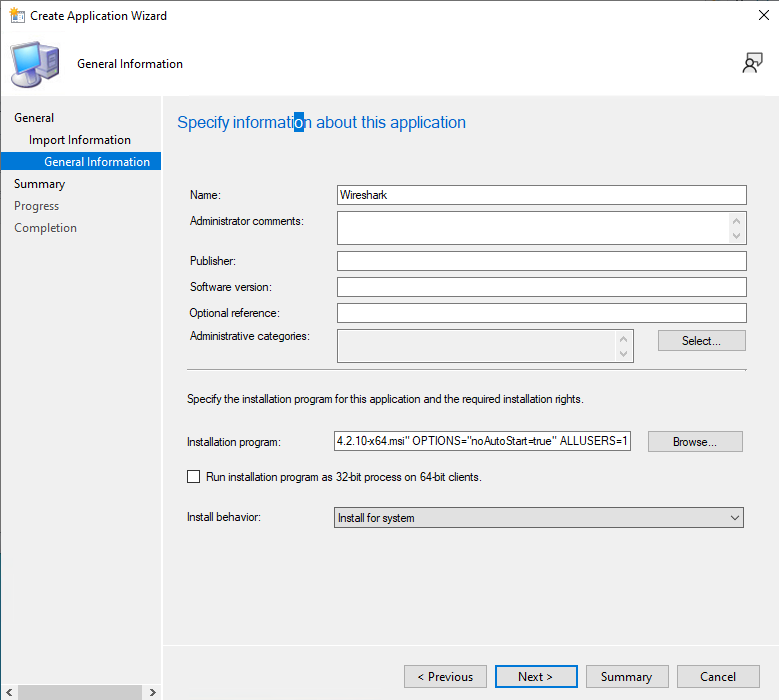 Create Application Wizard
General Information
General
Import Information
General Information
Summary
Progress
Completion
Specify information about this application
Name: Wireshark
Administrator comments:
Publisher:
Software version:
Optional reference:
Administrative categories: Select...
Specify the installation program for this application and the required installation rights.
Installation program: 4.2.10-x64.msi" OPTIONS="noAutoStart=true" ALLUSERS=1 Browse...
Run installation program as 32-bit process on 64-bit clients.
Install behavior: Install for system
< Previous Next > Summary Cancel